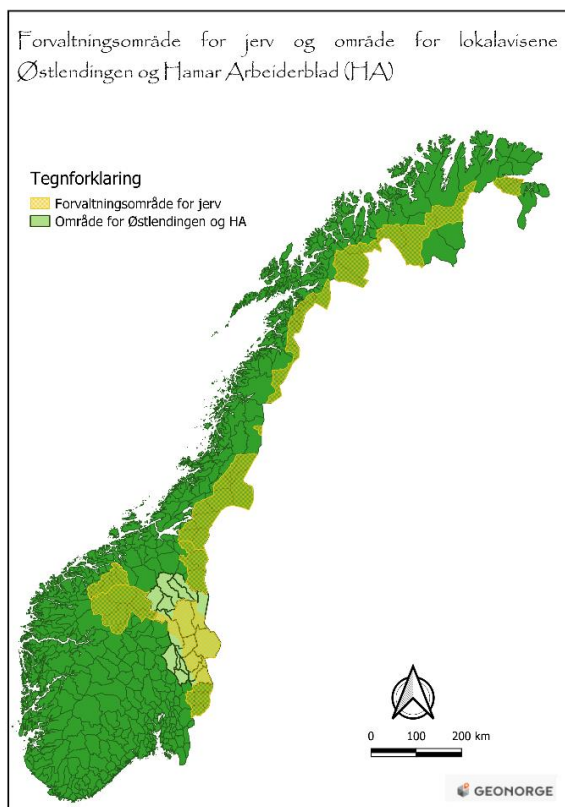 Forvaltningsområde for jerv og område for lokalavisene
Østlendingen og Hamar Arbeiderblad (HA)
Tegnforklaring
Forvaltningsområde for jerv
Område for Østlendingen og HA
0 100 200 km
GEONORGE